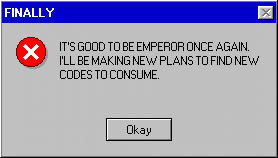 FINALLY
IT'S GOOD TO BE EMPEROR ONCE AGAIN.
I'LL BE MAKING NEW PLANS TO FIND NEW
CODES TO CONSUME.
Okay